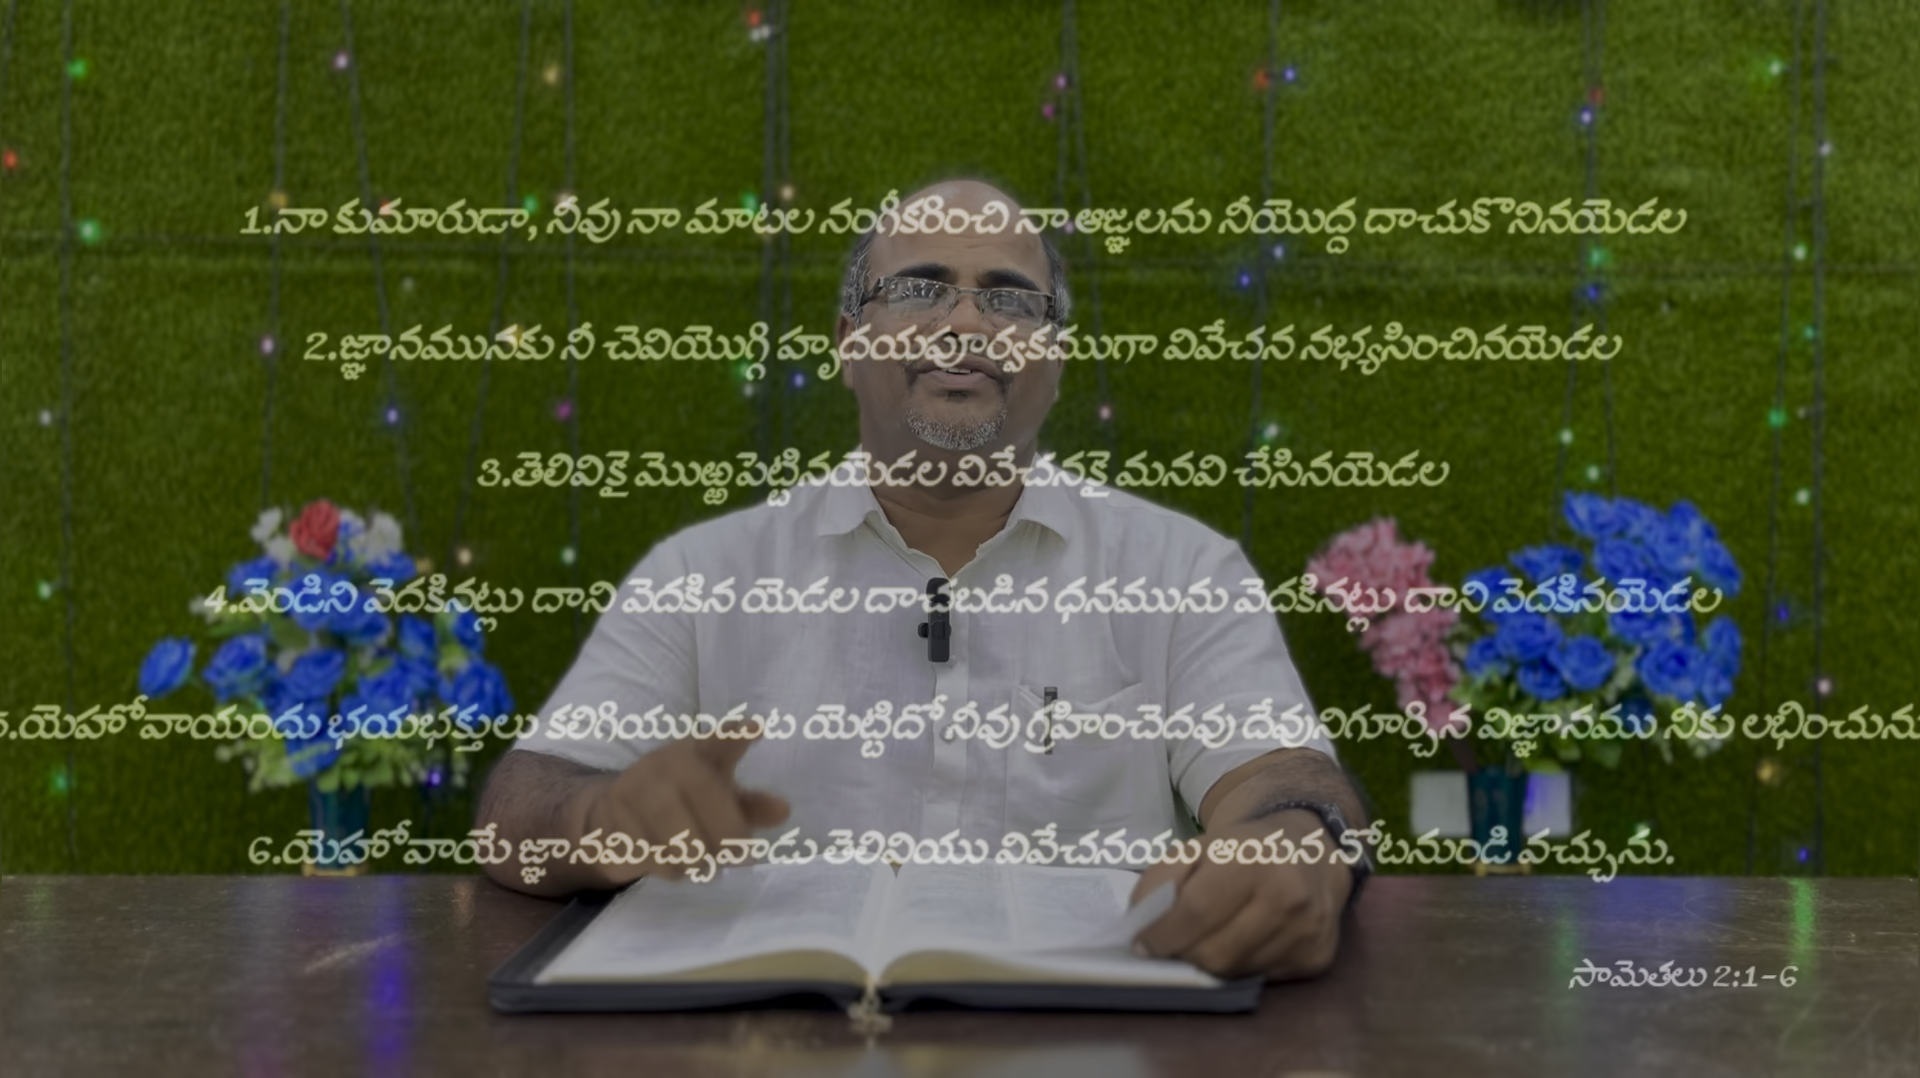 1.నా కుమారుడా, నీవు నా మాటల నంగీకరించి నా ఆజ్ఞలను నీయొద్ద దాచుకొనినయెడల
2.జ్ఞానమునకు నీ చెవియొగ్గి హృదయపూర్వకముగా వివేచన నభ్యసించినయెడల
3.తెలివికై మొఱ్ఱపెట్టినయెడల వివేచనకై మనవి చేసినయెడల
4.వెండిని వెదకినట్లు దాని వెదకిన యెడల దాచబడిన ధనమును వెదకినట్లు దాని వెదకినయెడల
5.యెహోవాయందు భయభక్తులు కలిగియుండుట యెట్టిదో నీవు గ్రహించెదవు దేవునిగూర్చిన విజ్ఞానము నీకు లభించును
6.యెహోవాయే జ్ఞానమిచ్చువాడు తెలివియు వివేచనయు ఆయన నోటనుండి వచ్చును.
సామెతలు 2:1-6